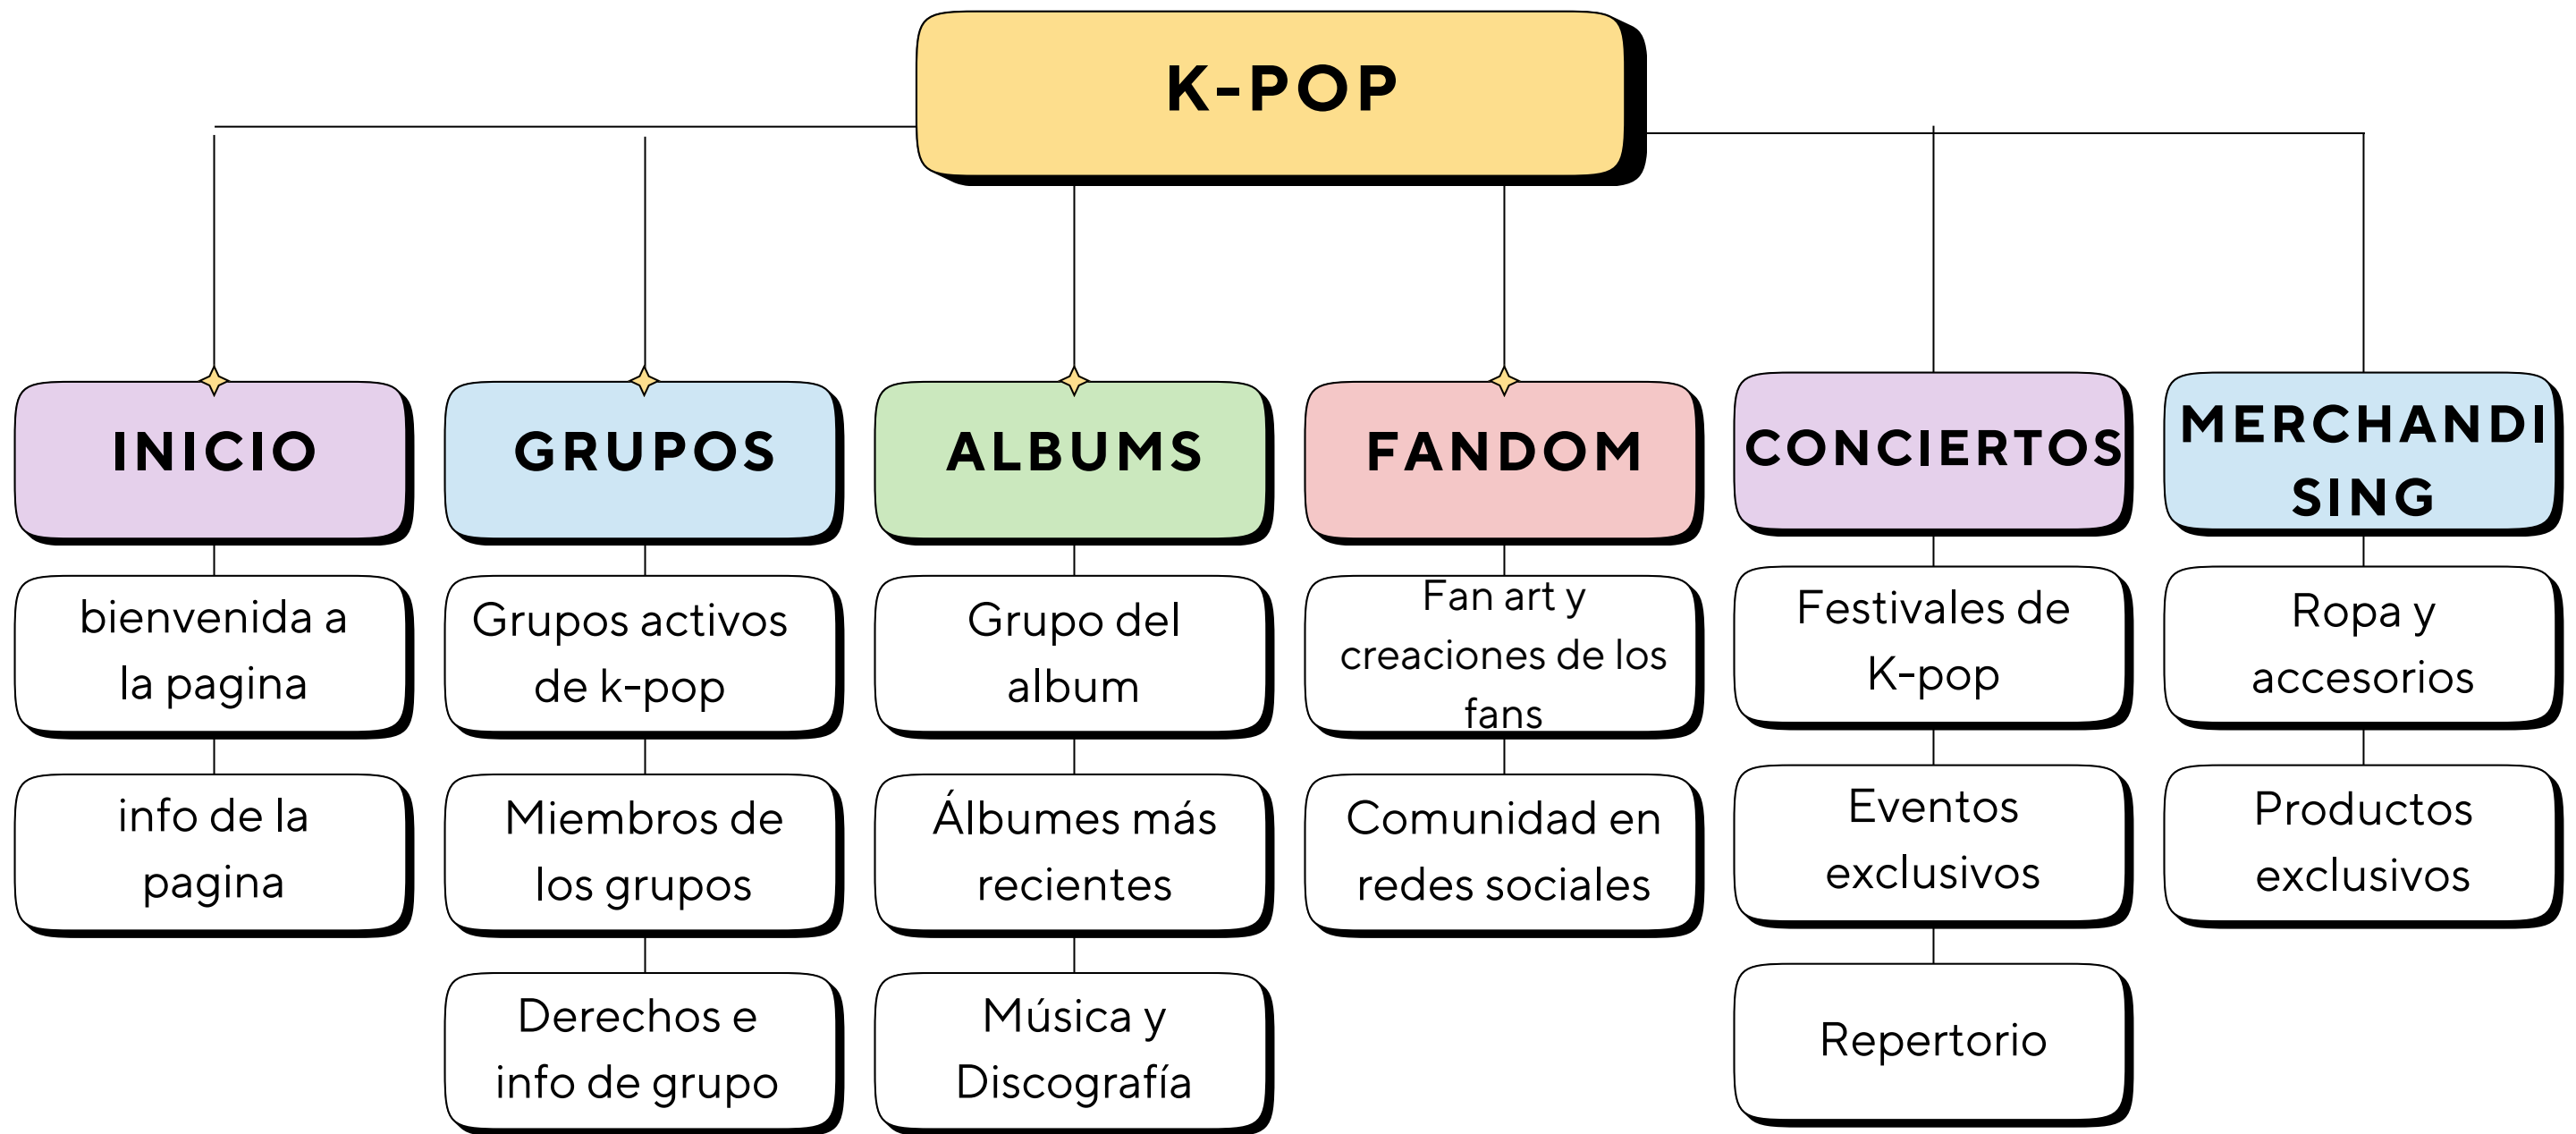 K-POP
INICIO
bienvenida a
la pagina
info de la
pagina
GRUPOS
Grupos activos
de k-pop
Miembros de
los grupos
Derechos e
info de grupo
ALBUMS
Grupo del
album
Álbumes más
recientes
Música y
Discografía
FANDOM
Fan art y
creaciones de los
fans
Comunidad en
redes sociales
CONCIERTOS
Festivales de
K-pop
Eventos
exclusivos
Repertorio
MERCHANDI
SING
Ropa y
accesorios
Productos
exclusivos